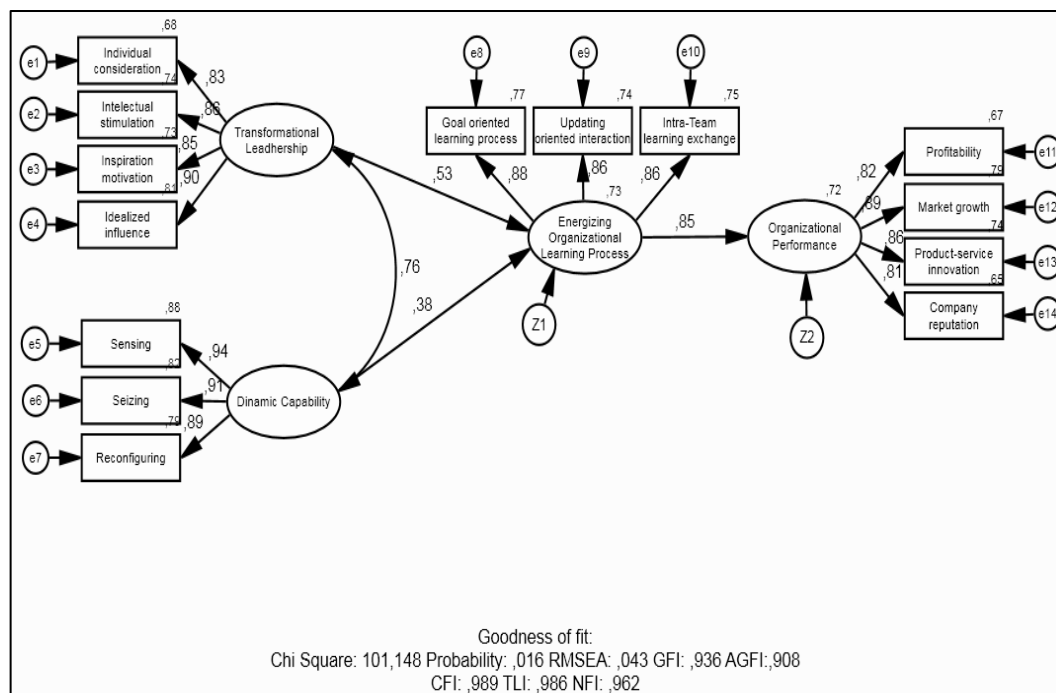 ,68
e1
Individual
consideration
,74
,83
e2
Intelectual
stimulation
,73
,86
e3
Inspiration
motivation
,85
,81
,90
e4
Idealized
influence
Transformational
Leadhership
e8
e9
e10
,77
,74
,75
Goal oriented
learning process
Updating
oriented interaction
Intra-Team
learning exchange
,53
,88
,86
,86
,73
Energizing
Organizational
Learning Process
Z1
,85
,72
Organizational
Performance
Z2
,67
Profitability
e11
,82
,79
Market growth
e12
,89
,74
Product-service
innovation
e13
,86
,65
Company
reputation
e14
,81
,76
,38
,88
e5
Sensing
,94
,82
e6
Seizing
,91
,79
e7
Reconfiguring
,89
Dinamic Capability
Goodness of fit:
Chi Square: 101,148 Probability: ,016 RMSEA: ,043 GFI: ,936 AGFI:,908
CFI: ,989 TLI: ,986 NFI: ,962